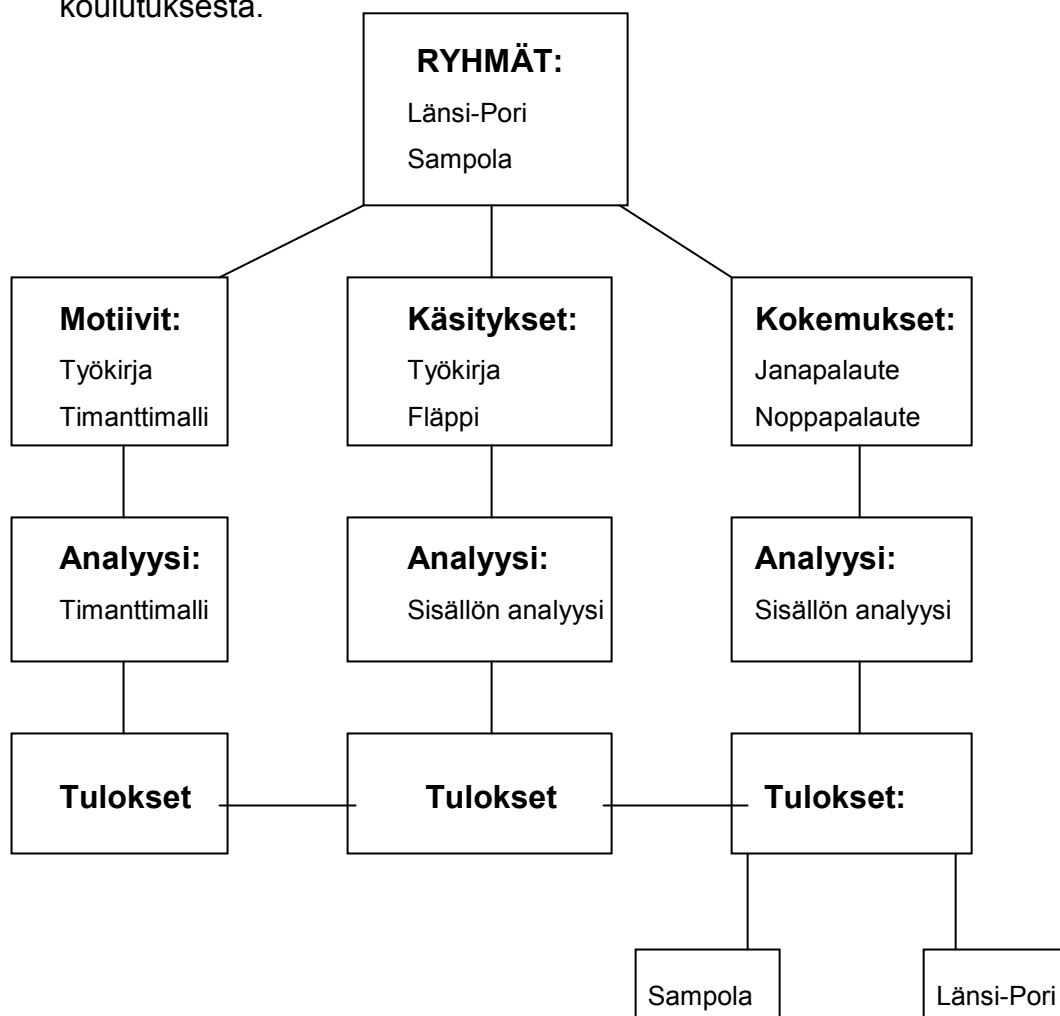 koulutuksesta.
RYHMÄT:
Länsi-Pori
Sampola
Motiivit:
Työkirja
Timanttimalli
Käsitykset:
Työkirja
Fläppi
Kokemukset:
Janapalaute
Noppapalaute
Analyysi:
Timanttimalli
Analyysi:
Sisällön analyysi
Analyysi:
Sisällön analyysi
Tulokset
Tulokset
Tulokset:
Sampola
Länsi-Pori